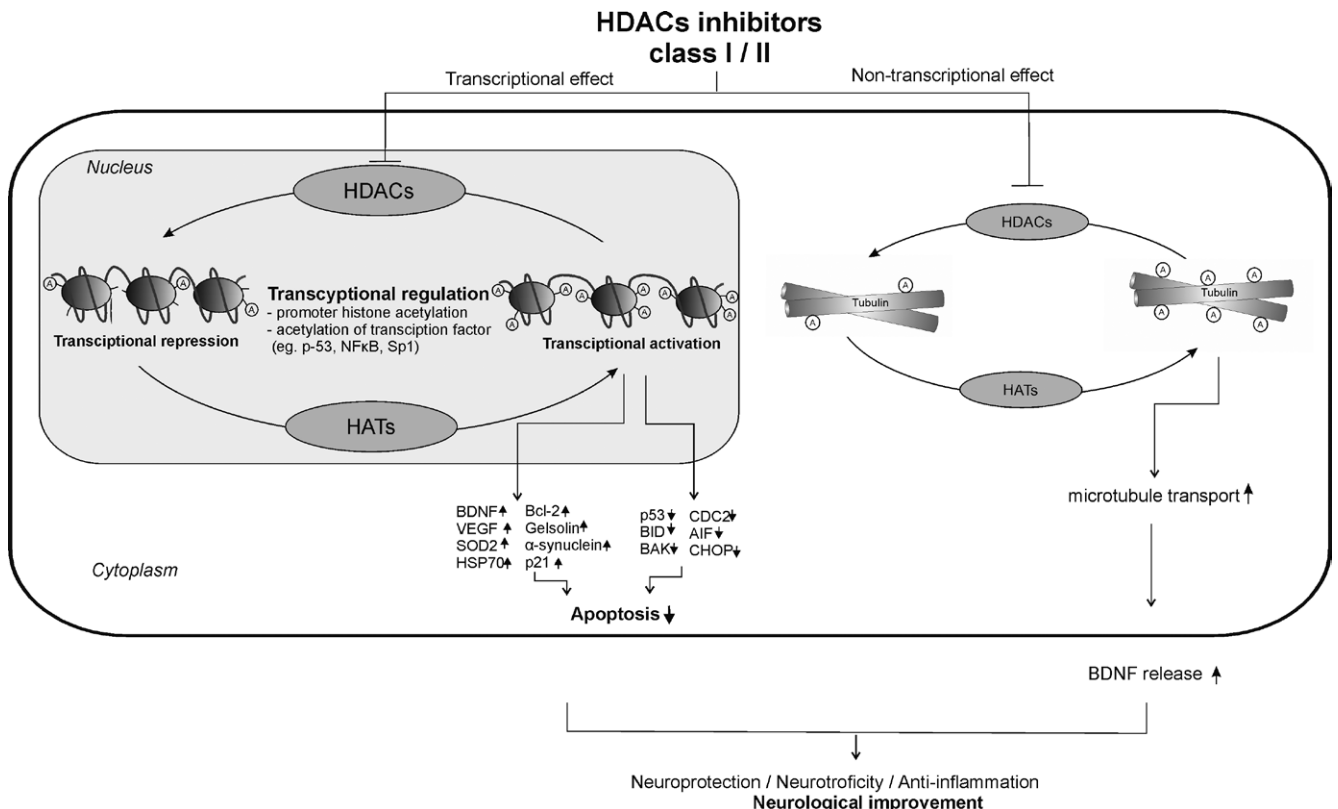 HDACs inhibitors
class I / II
Transcriptional effect
Non-transcriptional effect
Nucleus
HDACs
A
A
A
Transcriptional repression
Transcyptional regulation
- promoter histone acetylation
- acetylation of transciption factor
(eg. p-53, NFκB, Sp1)
A
A
A
A
A
A
A
A
Transcriptional activation
HATs
HDACs
A
Tubulin
A
A
A
A
Tubulin
A
A
A
HATs
BDNF
VEGF
SOD2
HSP70
Bcl-2
Gelsolin
α-synuclein
p21
p53
BID
BAK
CDC2
AIF
CHOP
microtubule transport
Cytoplasm
Apoptosis
BDNF release
Neuroprotection / Neurotroficity / Anti-inflammation
Neurological improvement